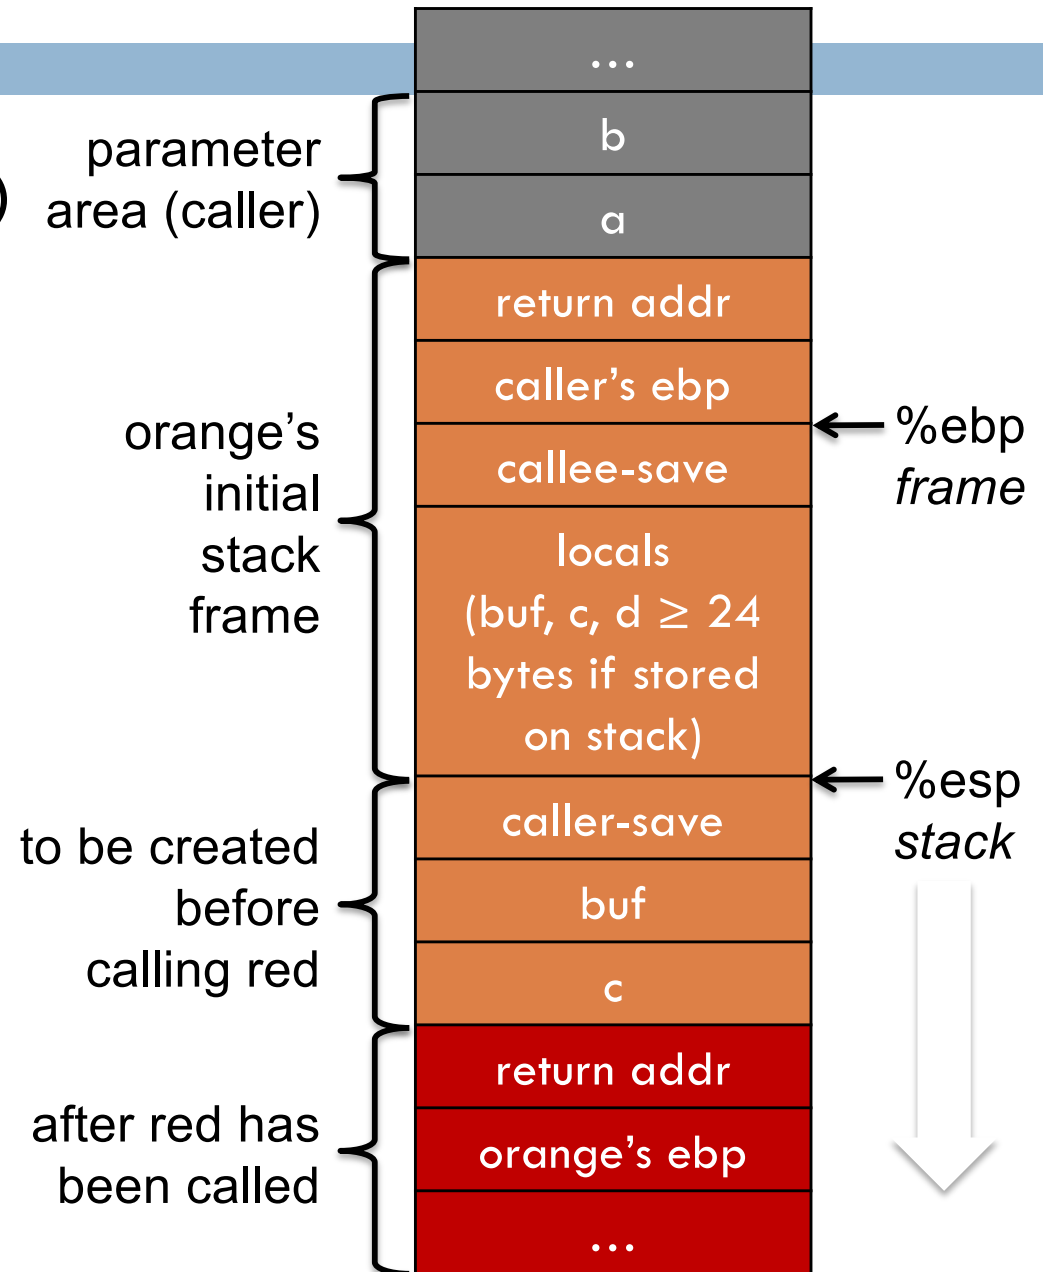 …
parameter
area (caller)
)
b
a
orange's
initial
stack
frame
return addr
caller's ebp
callee-save
locals
(buf, c, d ≥ 24
bytes if stored
on stack)
%ebp
frame
%esp
stack
to be created
before
calling red
caller-save
buf
c
after red has
been called
return addr
orange's ebp
…